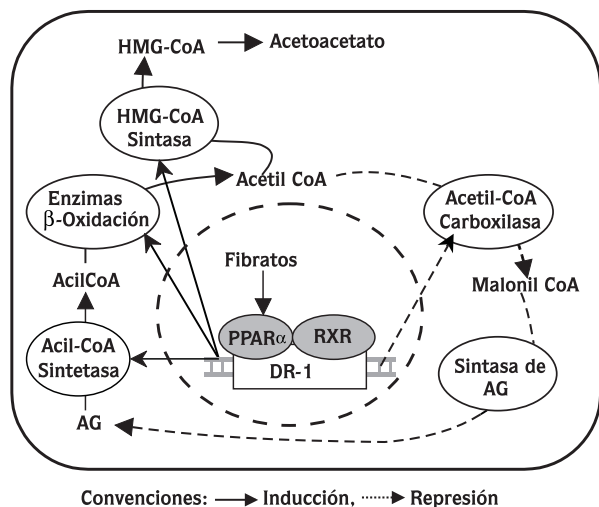 HMG-CoA
Acetoacetato
HMG-CoA
Sintasa
Acetil CoA
Enzimas
β-Oxidación
Acetil-CoA
Carboxilasa
Fibratos
AcilCoA
Malonil CoA
PPARα
RXR
Acil-CoA
Sintetasa
DR-1
Sintasa de
AG
AG
Convenciones: Inducción, Represión